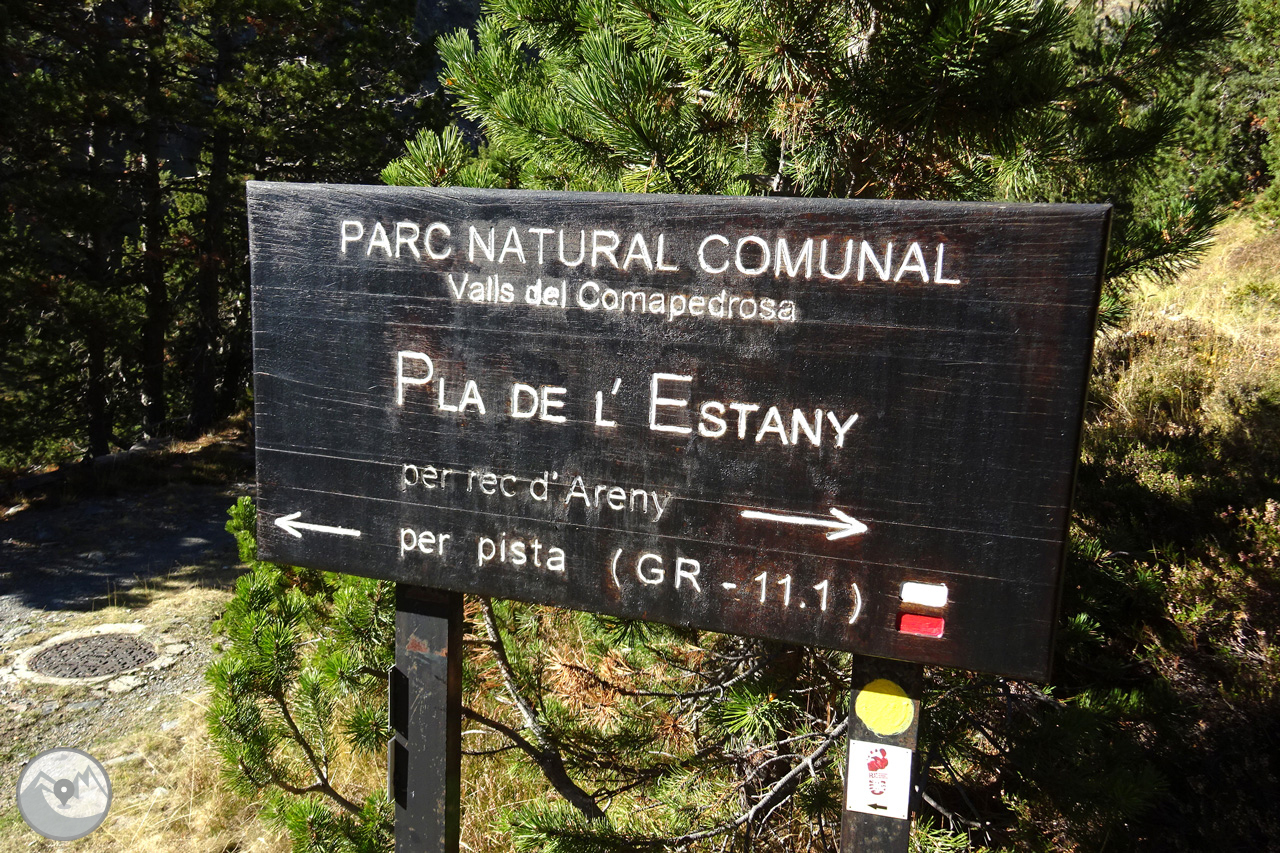 PARC NATURAL COMUNAL
Valls del Comapedrosa
PLA DE L' ESTANY
per rec d'Areny
per pista (GR - 11.1)